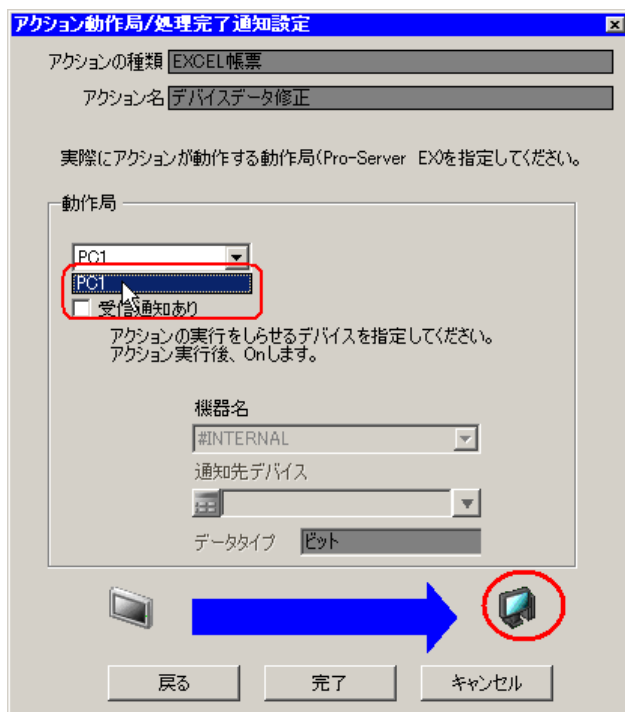 アクション動作局/処理完了通知設定
アクションの種類 EXCEL帳票
アクション名 デバイスデータ修正
実際にアクションが動作する動作局(Pro-Server EX)を指定してください。
動作局
PC1
PC1
受信通知あり
アクションの実行をしらせるデバイスを指定してください。
アクション実行後、Onします。
機器名
#INTERNAL
通知先デバイス
データタイプ ビット
戻る 完了 キャンセル